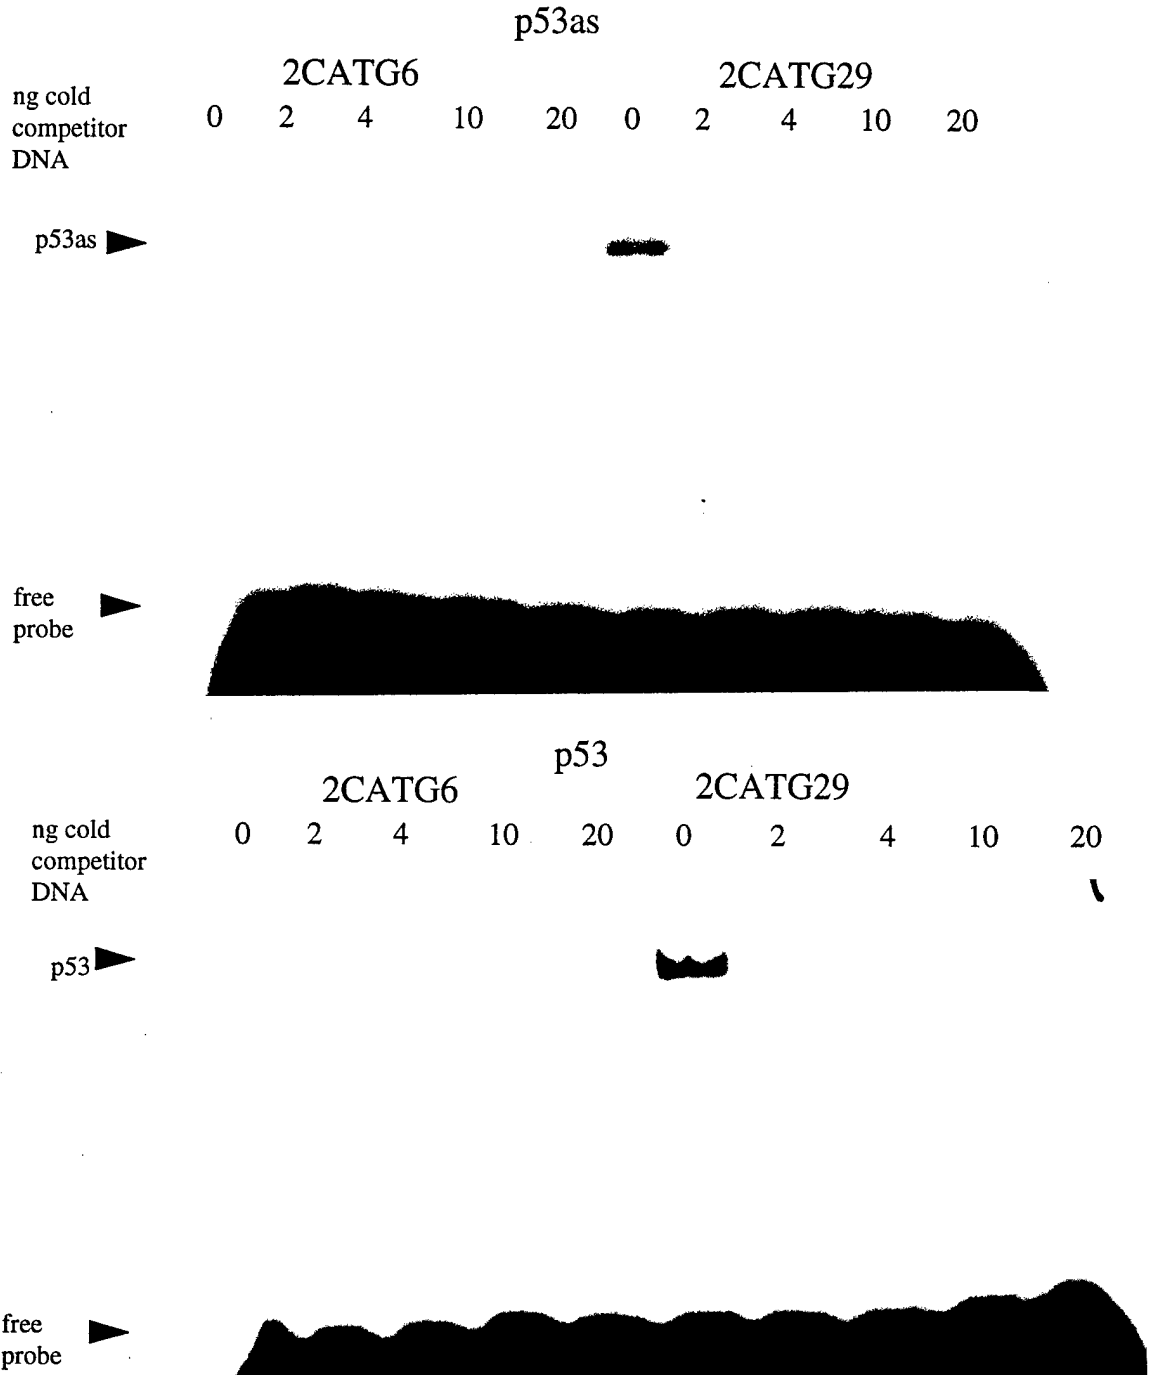 p53as
2CATG6 2CATG29
ng cold
competitor
DNA
0 2 4 10 20 0 2 4 10 20
p53as
free
probe
p53
2CATG6 2CATG29
ng cold
competitor
DNA
0 2 4 10 20 0 2 4 10 20
p53
free
probe